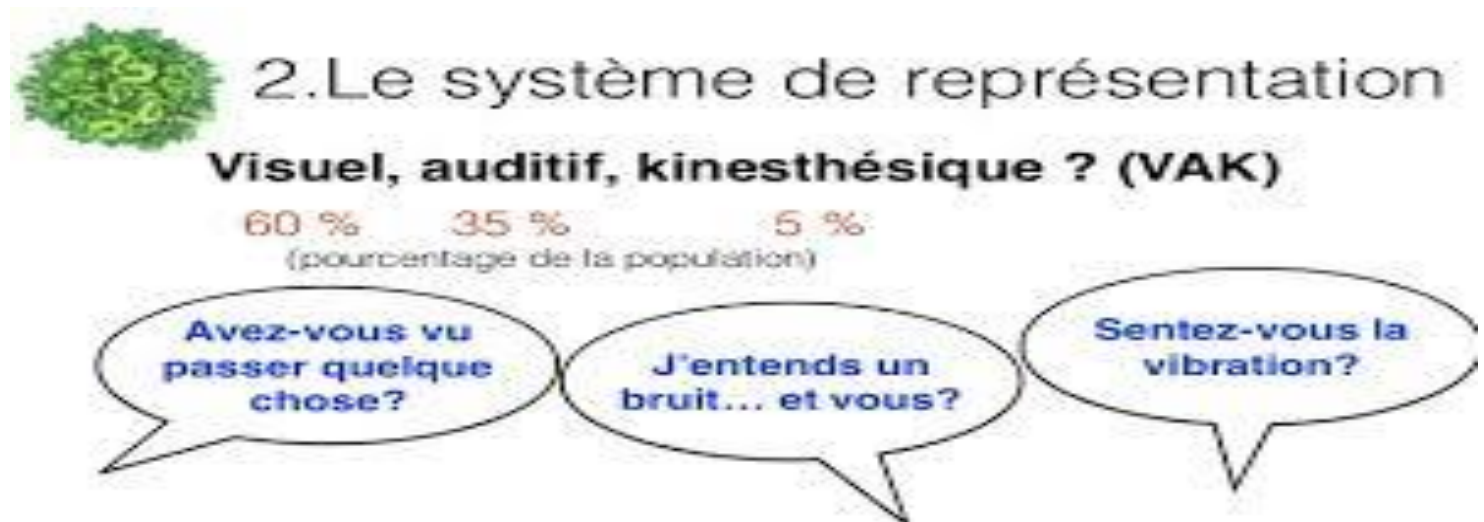 2.Le système de représentation
Visuel, auditif, kinesthésique ? (VAK)
60 % 35 % 5 %
(pourcentage de la population)
Avez-vous vu
passer quelque
chose?
J'entends un
bruit... et vous?
Sentez-vous la
vibration?